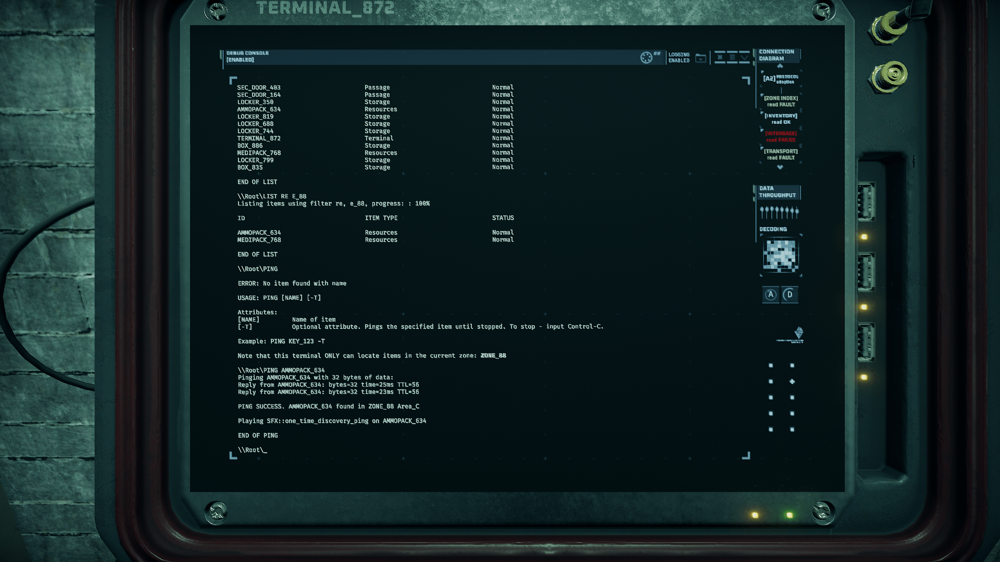 TERMINAL_872
DEBUG CONSOLE
[ENABLED]
LOGGING
ENABLED
SEC_DOOR_403 Passage Normal
SEC_DOOR_164 Passage Normal
LOCKER_350 Storage Normal
AMMOPACK_634 Resources Normal
LOCKER_819 Storage Normal
LOCKER_688 Storage Normal
LOCKER_744 Storage Normal
TERMINAL_872 Terminal Normal
BOX_886 Storage Normal
MEDIPACK_768 Resources Normal
LOCKER_799 Storage Normal
BOX_835 Storage Normal
END OF LIST
\\Root\LIST RE E_88
Listing items using filter re, e_88, progress: : 100%
ID ITEM TYPE STATUS
AMMOPACK_634 Resources Normal
MEDIPACK_768 Resources Normal
END OF LIST
\\Root\PING
ERROR: No item found with name
USAGE: PING [NAME] [-T]
Attributes:
[NAME] Name of item
[-T] Optional attribute. Pings the specified item until stopped. To stop - input Control-C.
Example: PING KEY_123 -T
Note that this terminal ONLY can locate items in the current zone: ZONE_88
\\Root\PING AMMOPACK_634
Pinging AMMOPACK_634 with 32 bytes of data:
Reply from AMMOPACK_634: bytes=32 time=25ms TTL=56
Reply from AMMOPACK_634: bytes=32 time=23ms TTL=56
PING SUCCESS. AMMOPACK_634 found in ZONE_88 Area_C
Playing SFX::one_time_discovery_ping on AMMOPACK_634
END OF PING
\\Root\_
CONNECTION
DIAGRAM
[A2] PROTOCOL
adaption
[ZONE INDEX]
read FAULT
[INVENTORY]
read OK
[INTERBASE]
read FAILED
[TRANSPORT]
read FAULT
DATA
THROUGHPUT
DECODING
A D